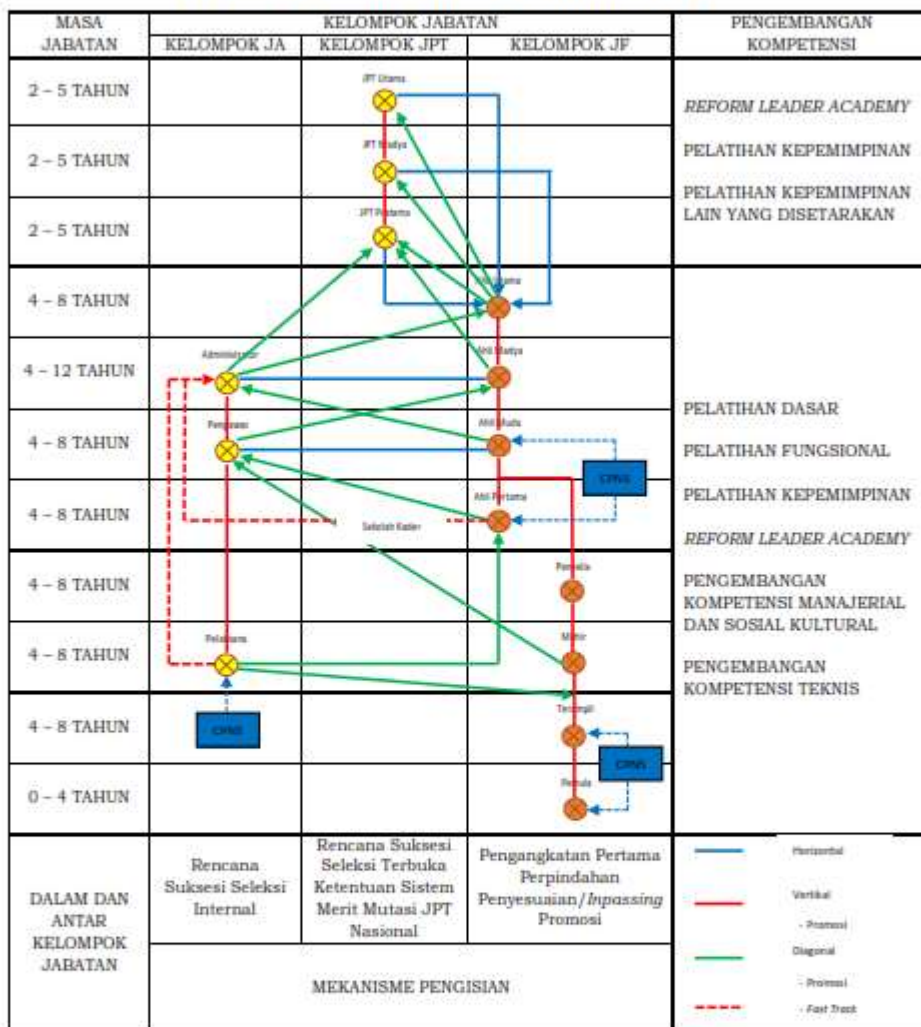 MASA
JABATAN
KELOMPOK JABATAN
PENGEMBANGAN
KOMPETENSI
KELOMPOK JA
KELOMPOK JPT
KELOMPOK JF
2 – 5 TAHUN
2 – 5 TAHUN
2 – 5 TAHUN
4 – 8 TAHUN
4 – 12 TAHUN
4 – 8 TAHUN
4 – 8 TAHUN
4 – 8 TAHUN
4 – 8 TAHUN
4 – 8 TAHUN
0 – 4 TAHUN
JPT Utama
JPT Madya
JPT Pratama
Ahli Utama
Administrator
Ahli Madya
Pengawas
Ahli Muda
CPNS
Ahli Pertama
Sekolah Kader
Penyelia
Pelaksana
Mahir
Terampil
CPNS
CPNS
Pemula
REFORM LEADER ACADEMY
PELATIHAN KEPEMIMPINAN
PELATIHAN KEPEMIMPINAN
LAIN YANG DISETARAKAN
PELATIHAN DASAR
PELATIHAN FUNGSIONAL
PELATIHAN KEPEMIMPINAN
REFORM LEADER ACADEMY
PENGEMBANGAN
KOMPETENSI MANAJERIAL
DAN SOSIAL KULTURAL
PENGEMBANGAN
KOMPETENSI TEKNIS
DALAM DAN
ANTAR
KELOMPOK
JABATAN
Rencana
Suksesi Seleksi
Internal
Rencana Suksesi
Seleksi Terbuka
Ketentuan Sistem
Merit Mutasi JPT
Nasional
Pengangkatan Pertama
Perpindahan
Penyesuaian/Inpassing
Promosi
MEKANISME PENGISIAN
Horizontal
Vertikal
- Promosi
Diagonal
- Promosi
- Fast Track